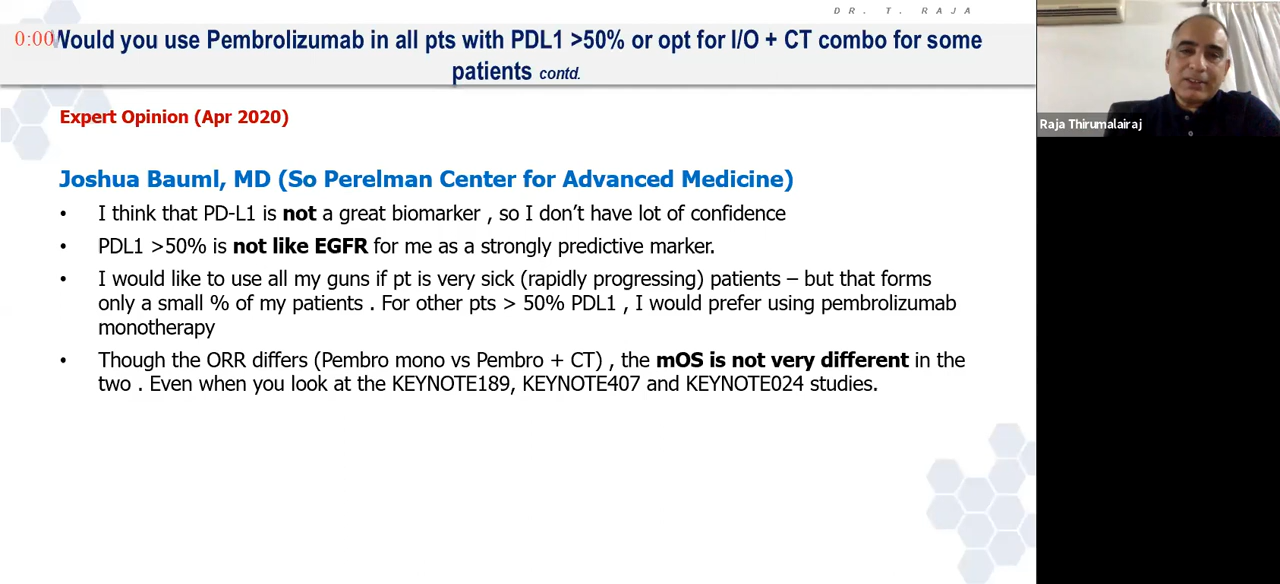 DR. T. RAJA
0:00
Would you use Pembrolizumab in all pts with PDL1 >50% or opt for I/O + CT combo for some
patients contd.
Raja Thirumalairaj
Expert Opinion (Apr 2020)
Joshua Bauml, MD (So Perelman Center for Advanced Medicine)
• I think that PD-L1 is not a great biomarker , so I don’t have lot of confidence
• PDL1 >50% is not like EGFR for me as a strongly predictive marker.
• I would like to use all my guns if pt is very sick (rapidly progressing) patients – but that forms
only a small % of my patients . For other pts > 50% PDL1 , I would prefer using pembrolizumab
monotherapy
• Though the ORR differs (Pembro mono vs Pembro + CT) , the mOS is not very different in the
two . Even when you look at the KEYNOTE189, KEYNOTE407 and KEYNOTE024 studies.